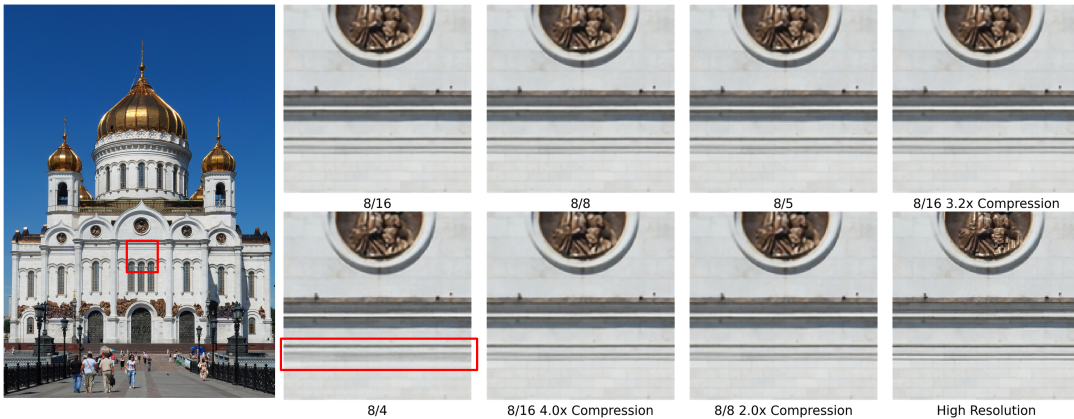 8/16
8/8
8/5
8/16 3.2x Compression
8/4
8/16 4.0x Compression
8/8 2.0x Compression
High Resolution